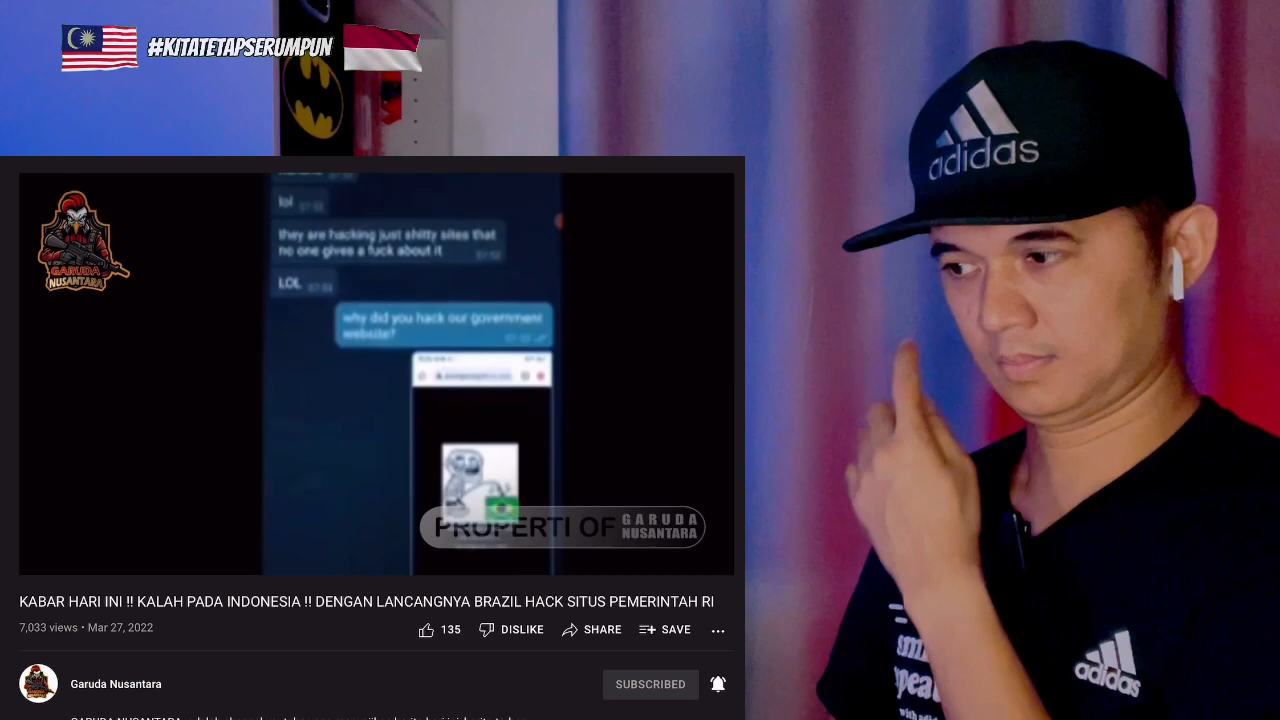 #KITATETAPSERUMPUN
adidas
GARUDA
NUSANTARA
lol
they are hacking just shitty sites that
no one gives a fuck about it
LOL
why did you hack our government
website?
PROPERTI OF GARUDA NUSANTARA
KABAR HARI INI !! KALAH PADA INDONESIA !! DENGAN LANCANGNYA BRAZIL HACK SITUS PEMERINTAH RI
7,033 views • Mar 27, 2022
135 DISLIKE SHARE SAVE ...
Garuda Nusantara
SUBSCRIBED
adidas